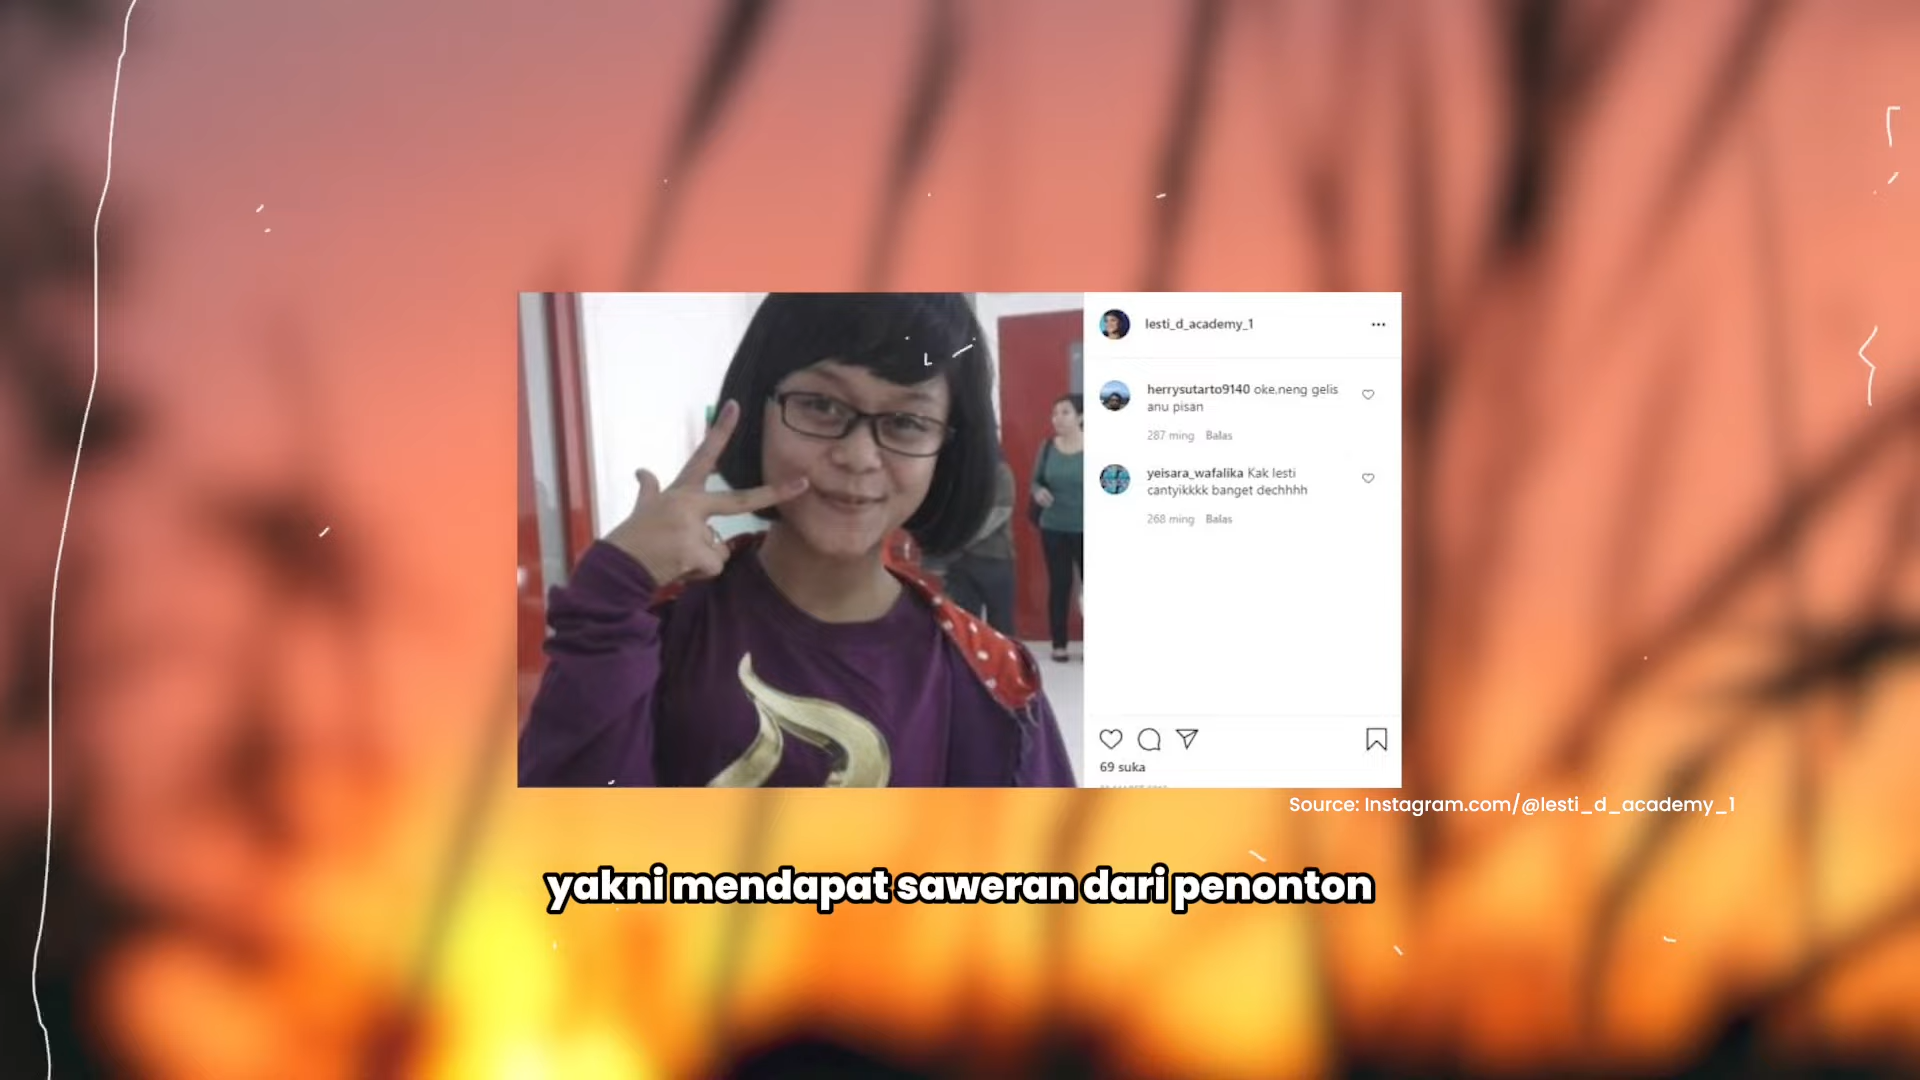 lesti_d_academy_1
herrysutarto9140 oke.neng gelis
anu pisan
287 ming Balas
yeisara_wafalika Kak lesti
cantyikkkk banget dechhhh
268 ming Balas
69 suka
Source: Instagram.com/@lesti_d_academy_1
yakni mendapat saweran dari penonton